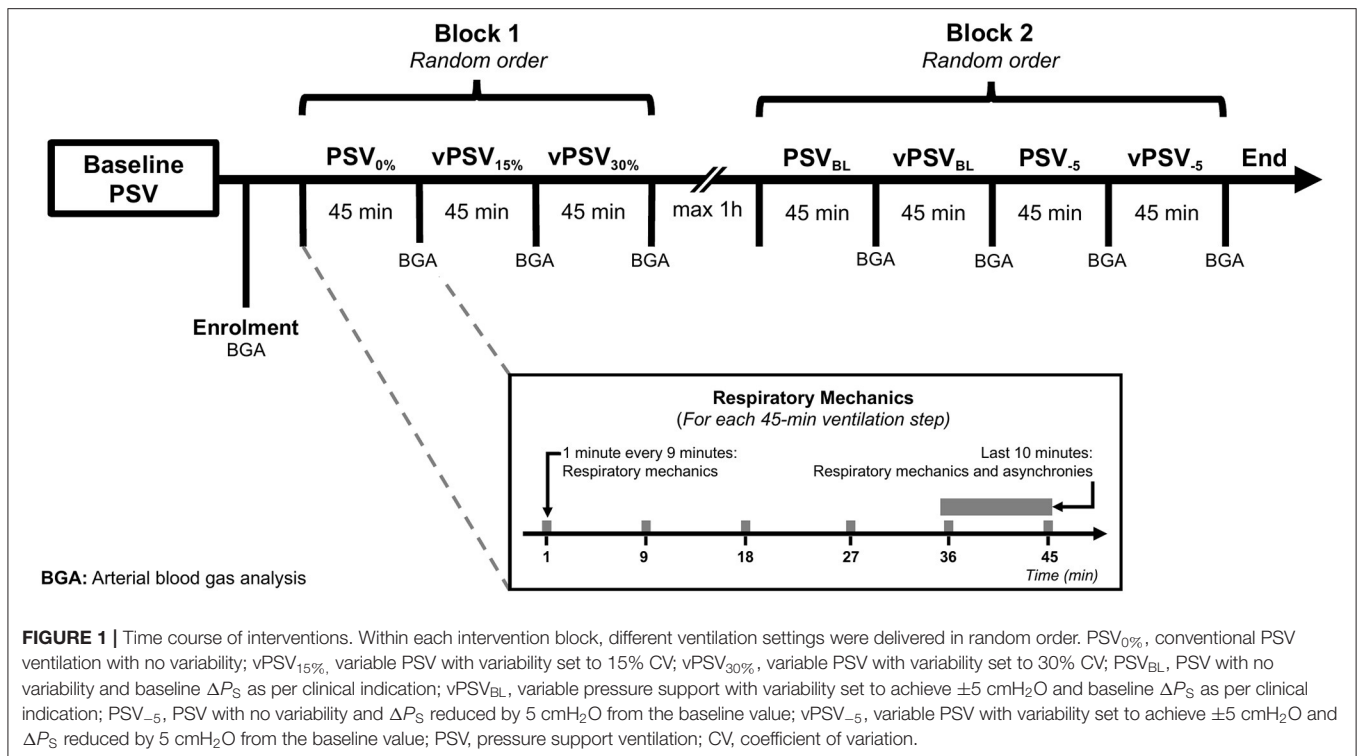 Block 1
Random order
Block 2
Random order
Baseline
PSV
PSV0%
vPSV15%
vPSV30%
PSVBL
vPSVBL
PSV-5
vPSV-5
End
45 min
45 min
45 min
max 1h
45 min
45 min
45 min
45 min
BGA
BGA
BGA
BGA
BGA
BGA
BGA
Enrolment
BGA
Respiratory Mechanics
(For each 45-min ventilation step)
1 minute every 9 minutes:
Respiratory mechanics
Last 10 minutes:
Respiratory mechanics and asynchronies
1
9
18
27
36
45
Time (min)
BGA: Arterial blood gas analysis
FIGURE 1 | Time course of interventions. Within each intervention block, different ventilation settings were delivered in random order. PSV0%, conventional PSV
ventilation with no variability; vPSV15%, variable PSV with variability set to 15% CV; vPSV30%, variable PSV with variability set to 30% CV; PSVBL, PSV with no
variability and baseline ΔPS as per clinical indication; vPSVBL, variable pressure support with variability set to achieve ±5 cmH2O and baseline ΔPS as per clinical
indication; PSV−5, PSV with no variability and ΔPS reduced by 5 cmH2O from the baseline value; vPSV−5, variable PSV with variability set to achieve ±5 cmH2O and
ΔPS reduced by 5 cmH2O from the baseline value; PSV, pressure support ventilation; CV, coefficient of variation.